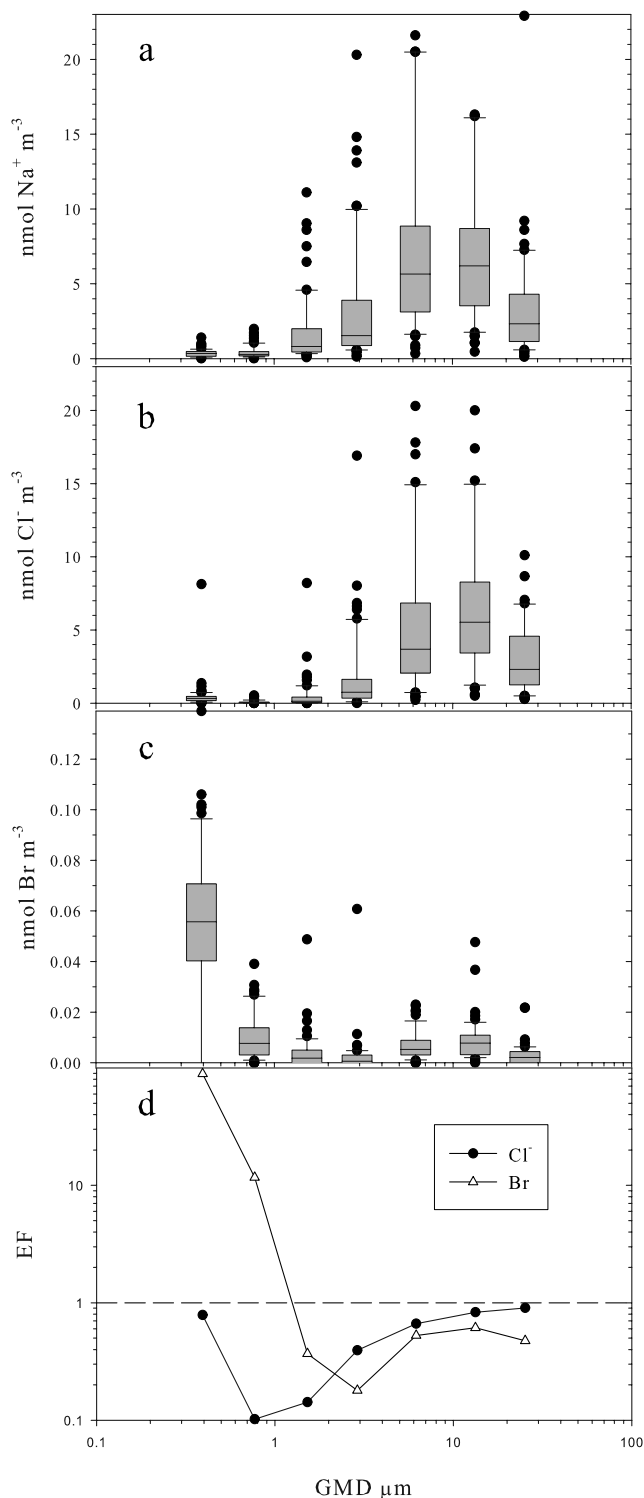 a
20
15
10
5
0
nmol Na⁺ m⁻³
b
20
15
10
5
0
nmol Cl⁻ m⁻³
c
0.12
0.10
0.08
0.06
0.04
0.02
0.00
nmol Br m⁻³
d
10
1
0.1
EF
Cl⁻
Br
0.1 1 10 100
GMD μm